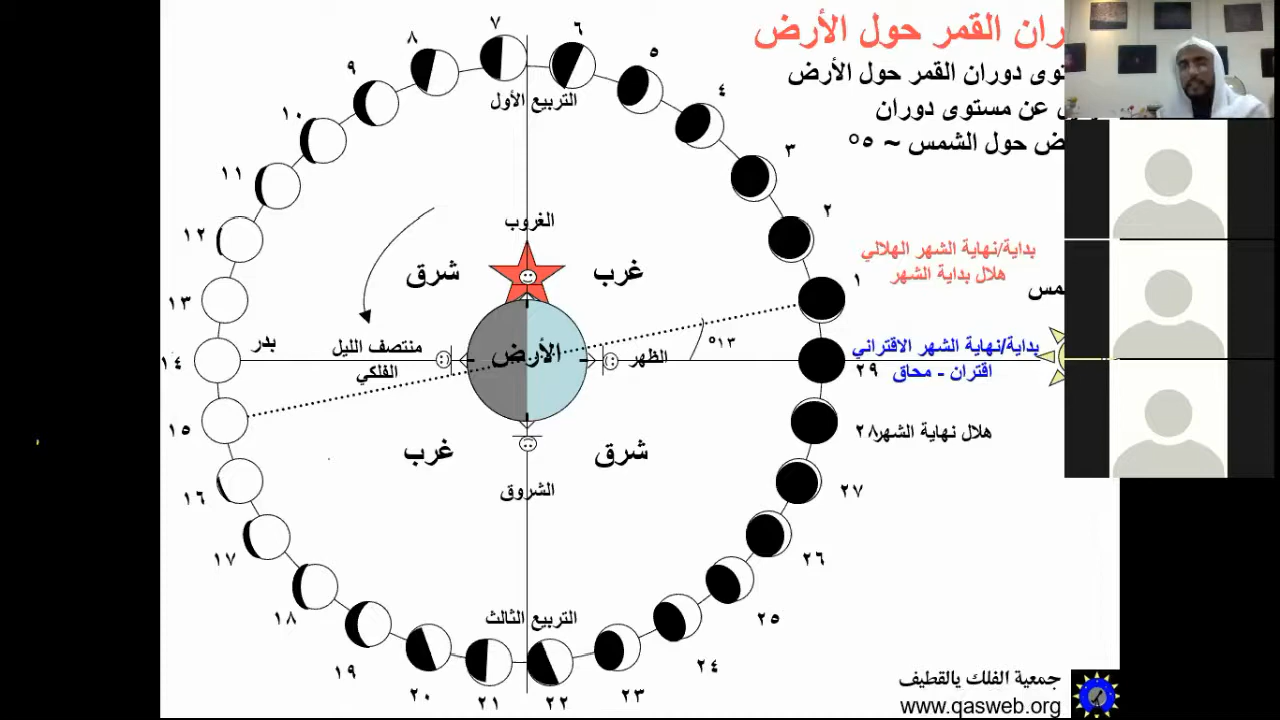 ران القمر حول الأرض
توى دوران القمر حول الأرض
عن مستوى دوران
ض حول الشمس ~ ٥°
٧
٦
٨
٥
٩
٤
التربيع الأول
١٠
٣
١١
٢
الغروب
١٢
بداية/نهاية الشهر الهلالي
هلال بداية الشهر
غرب
شرق
١
١٣
مس
الأرض
١٣°
بدر
منتصف الليل
الفلكي
الظهر
بداية/نهاية الشهر الاقتراني
اقتران - محاق
٢٩
١٤
١٥
هلال نهاية الشهر٢٨
شرق
غرب
الشروق
٢٧
١٦
١٧
٢٦
١٨
التربيع الثالث
٢٥
١٩
٢٤
٢٠
٢١
٢٢
٢٣
جمعية الفلك بالقطيف
www.qasweb.org